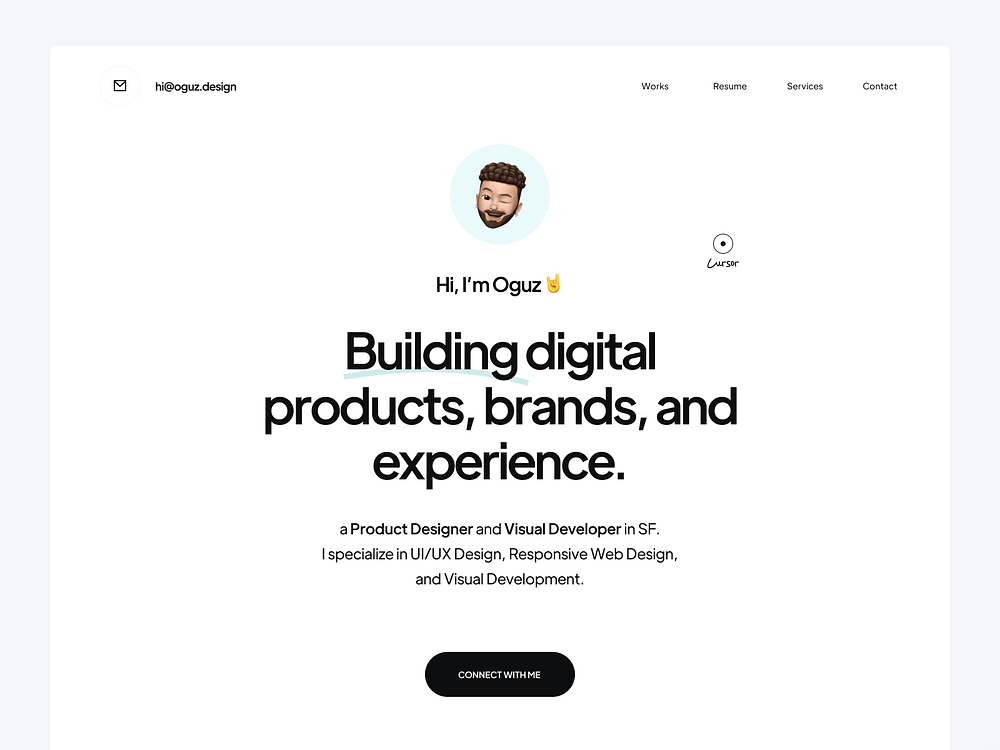 hi@oguz.design
Works
Resume
Services
Contact
Cursor
Hi, I'm Oguz 🤘
Building digital
products, brands, and
experience.
a Product Designer and Visual Developer in SF.
I specialize in UI/UX Design, Responsive Web Design,
and Visual Development.
CONNECT WITH ME